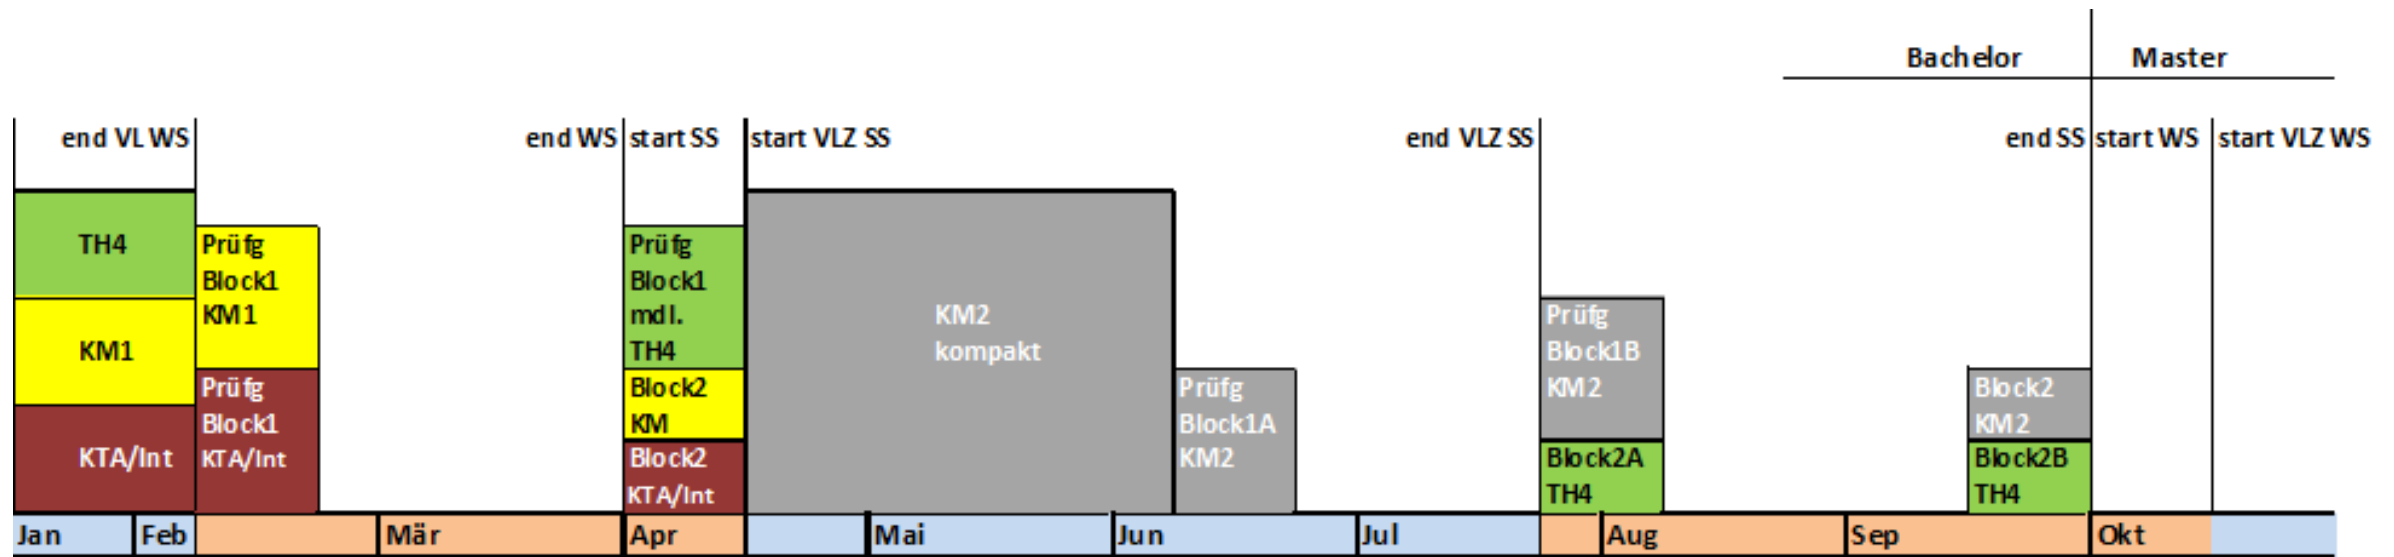 Bachelor
Master
end VL WS
end WS
start SS
start VLZ SS
end VLZ SS
end SS
start WS
start VLZ WS
TH4
KM1
KTA/Int
Prüfg
Block1
KM1
Prüfg
Block1
KTA/Int
Prüfg
Block1
mdl.
TH4
Block2
KM
Block2
KTA/Int
KM2
kompakt
Prüfg
Block1A
KM2
Prüfg
Block1B
KM2
Block2A
TH4
Block2
KM2
Block2B
TH4
Jan
Feb
Mär
Apr
Mai
Jun
Jul
Aug
Sep
Okt